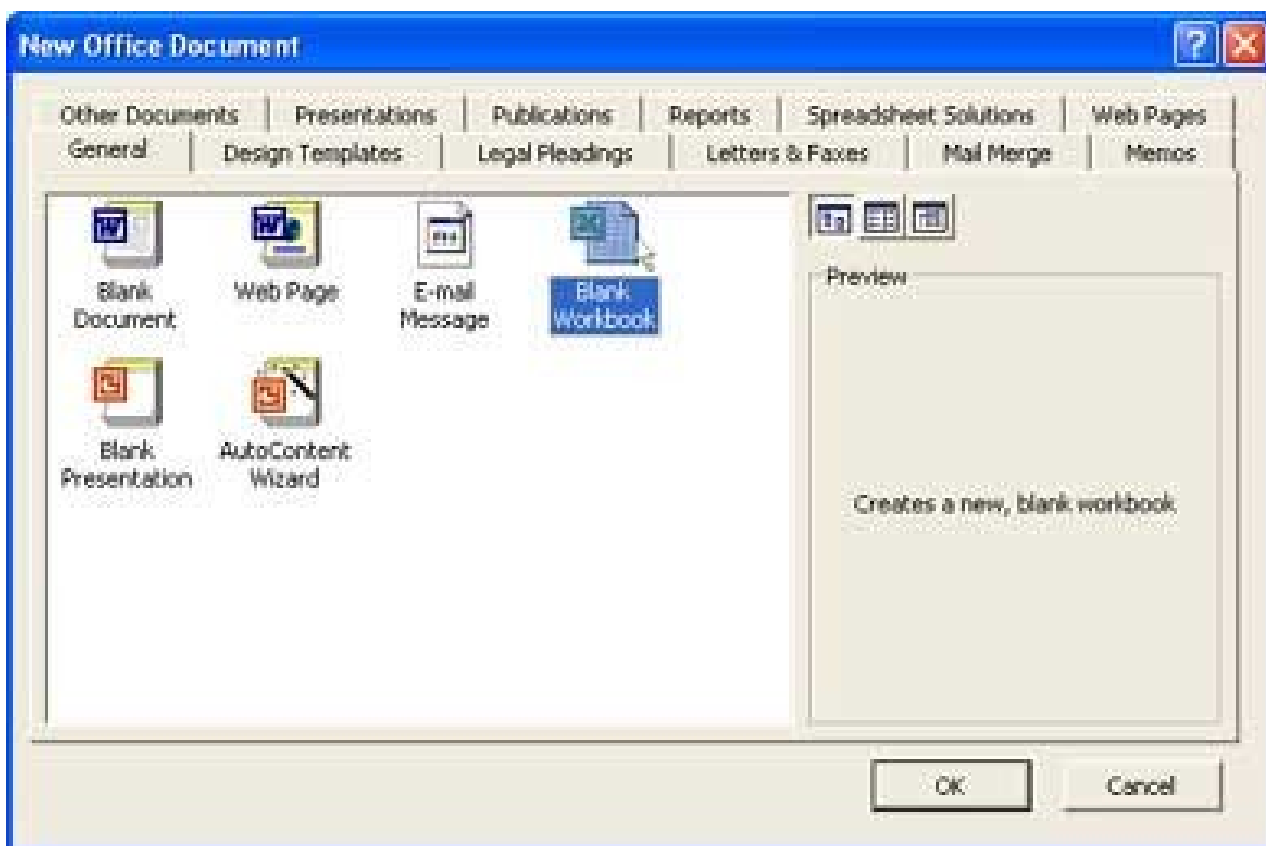 New Office Document
Other Documents Presentations Publications Reports Spreadsheet Solutions Web Pages
General Design Templates Legal Pleadings Letters & Faxes Mail Merge Memos
Blank Document
Web Page
E-mail Message
Blank Workbook
Blank Presentation
AutoContent Wizard
Preview
Creates a new, blank workbook
OK Cancel